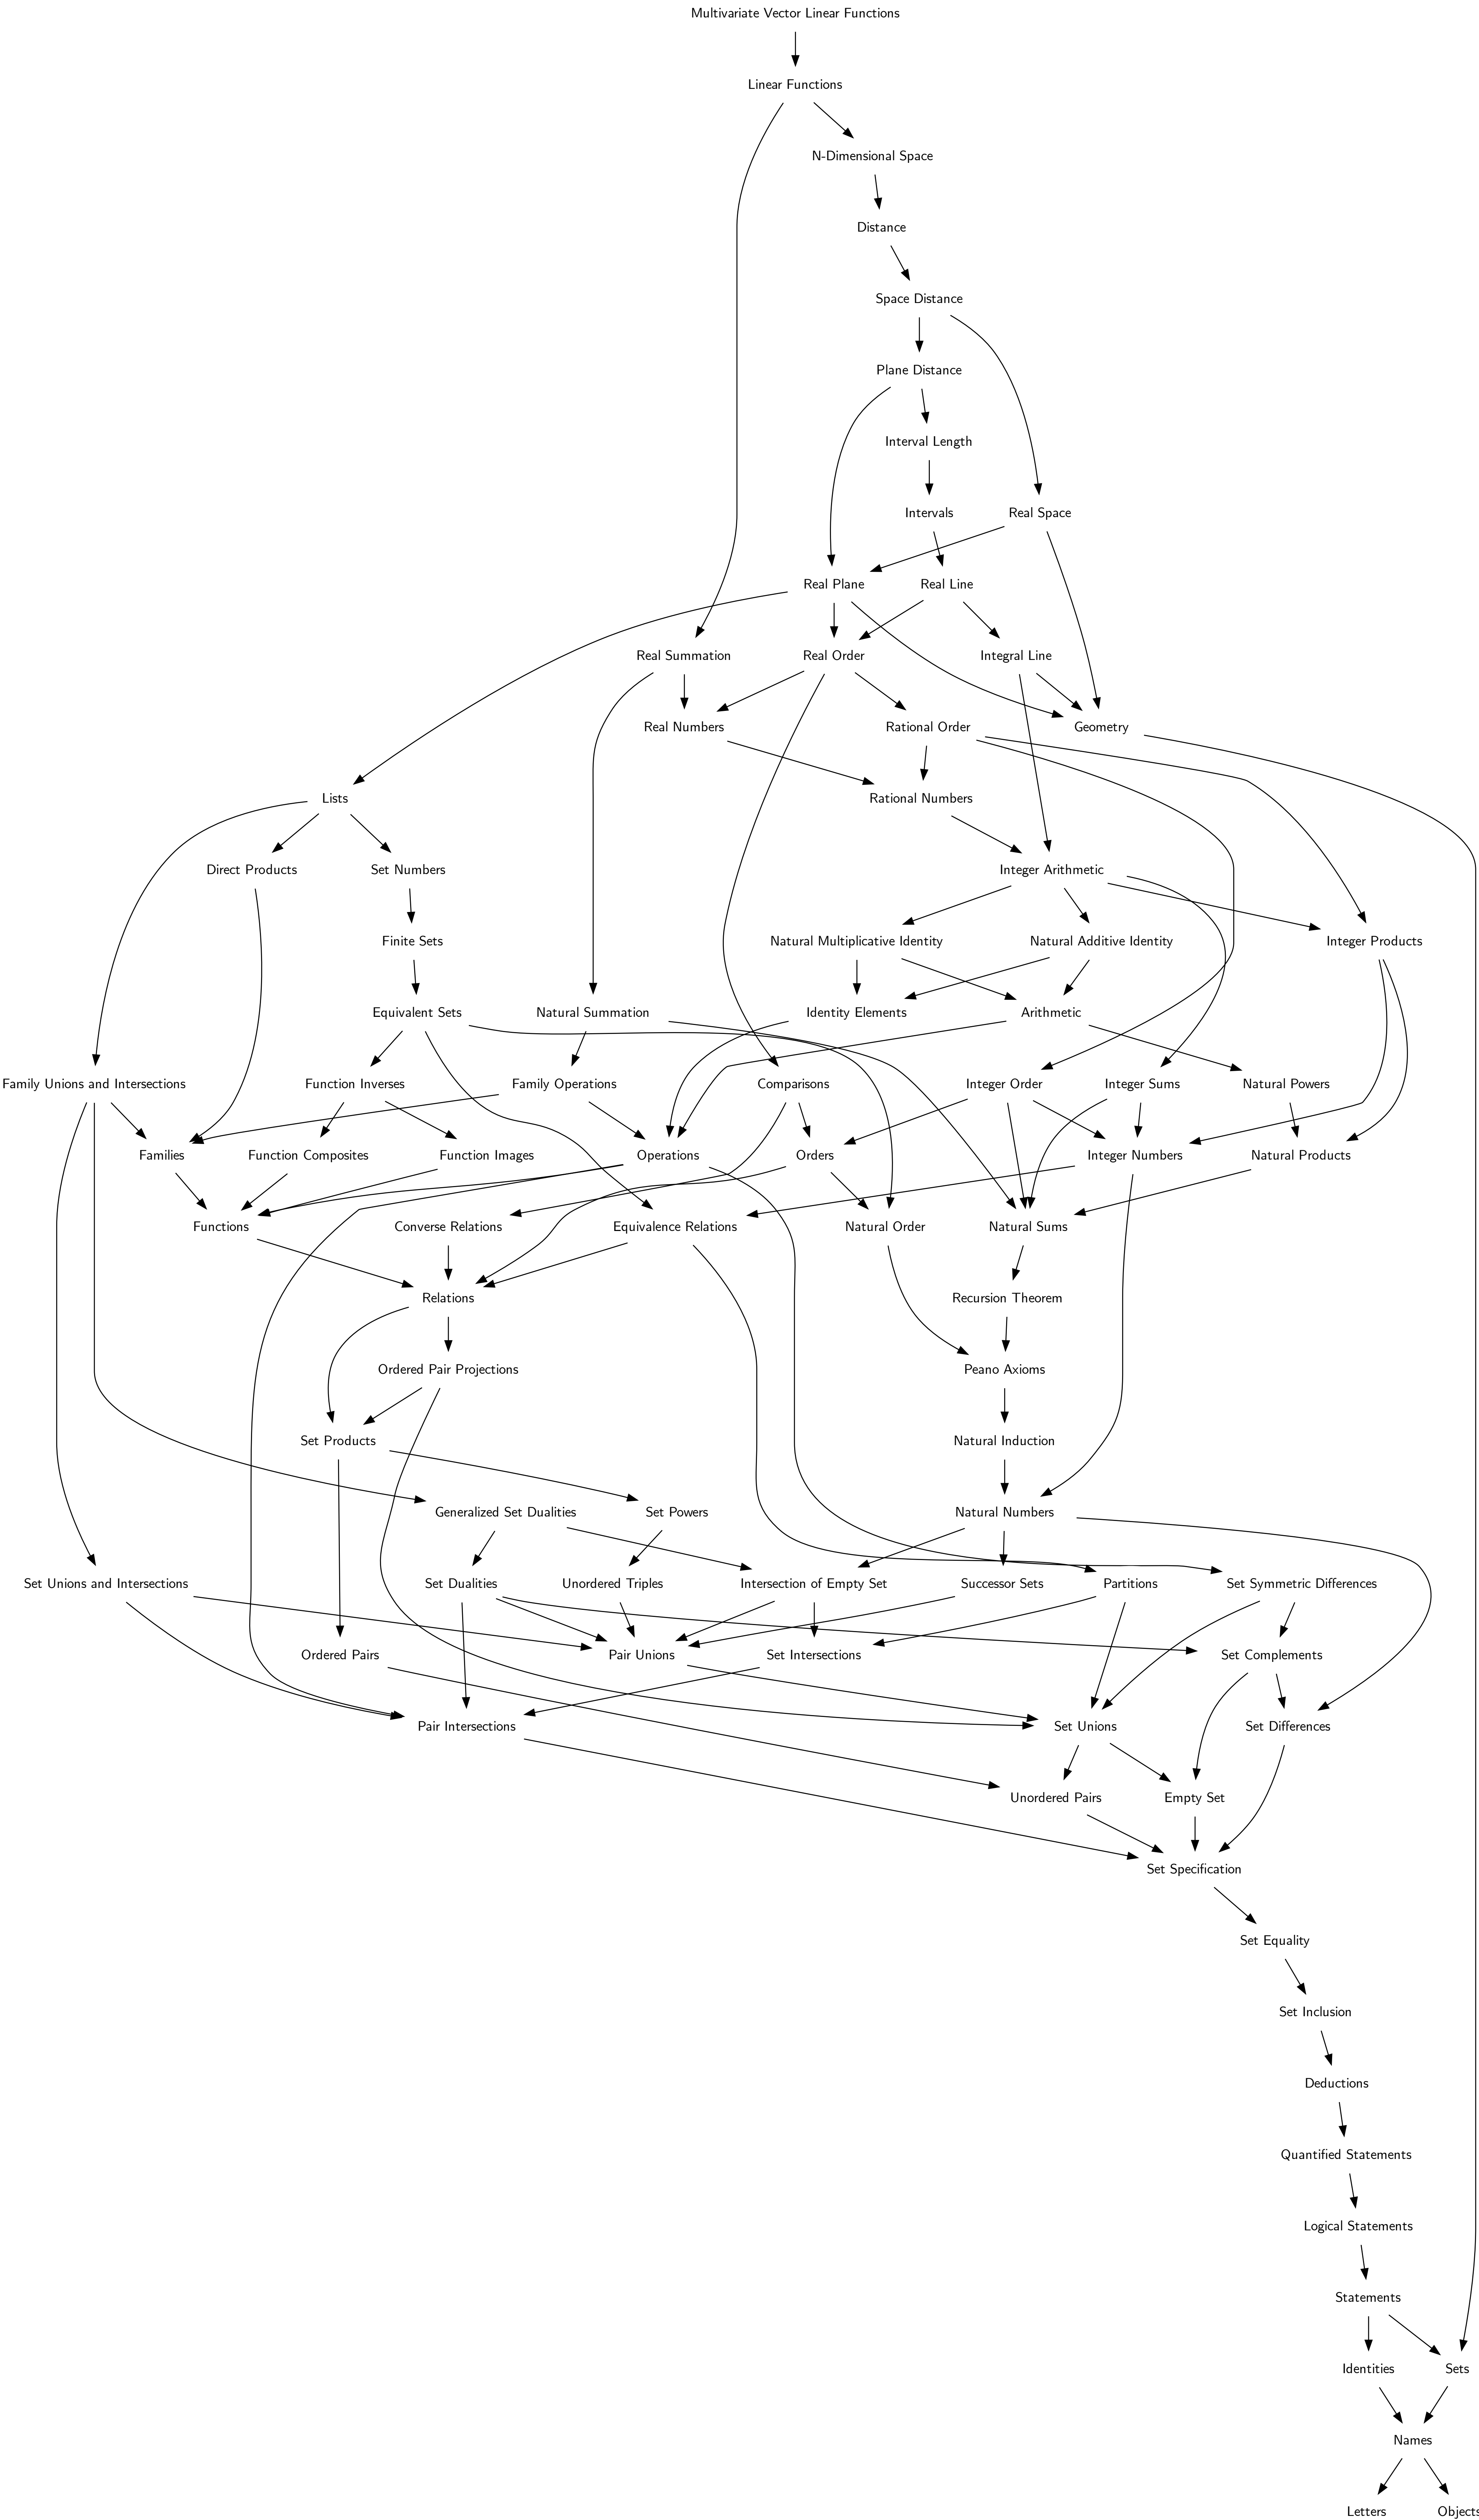 Multivariate Vector Linear Functions
Linear Functions
N-Dimensional Space
Distance
Space Distance
Plane Distance
Interval Length
Intervals
Real Space
Real Plane
Real Line
Real Summation
Real Order
Integral Line
Real Numbers
Rational Order
Geometry
Lists
Rational Numbers
Direct Products
Set Numbers
Integer Arithmetic
Finite Sets
Natural Multiplicative Identity
Natural Additive Identity
Integer Products
Equivalent Sets
Natural Summation
Identity Elements
Arithmetic
Family Unions and Intersections
Function Inverses
Family Operations
Comparisons
Integer Order
Integer Sums
Natural Powers
Families
Function Composites
Function Images
Operations
Orders
Integer Numbers
Natural Products
Functions
Converse Relations
Equivalence Relations
Natural Order
Natural Sums
Relations
Recursion Theorem
Ordered Pair Projections
Peano Axioms
Set Products
Natural Induction
Generalized Set Dualities
Set Powers
Natural Numbers
Set Unions and Intersections
Set Dualities
Unordered Triples
Intersection of Empty Set
Successor Sets
Partitions
Set Symmetric Differences
Ordered Pairs
Pair Unions
Set Intersections
Set Complements
Pair Intersections
Set Unions
Set Differences
Unordered Pairs
Empty Set
Set Specification
Set Equality
Set Inclusion
Deductions
Quantified Statements
Logical Statements
Statements
Identities
Sets
Names
Letters
Objects